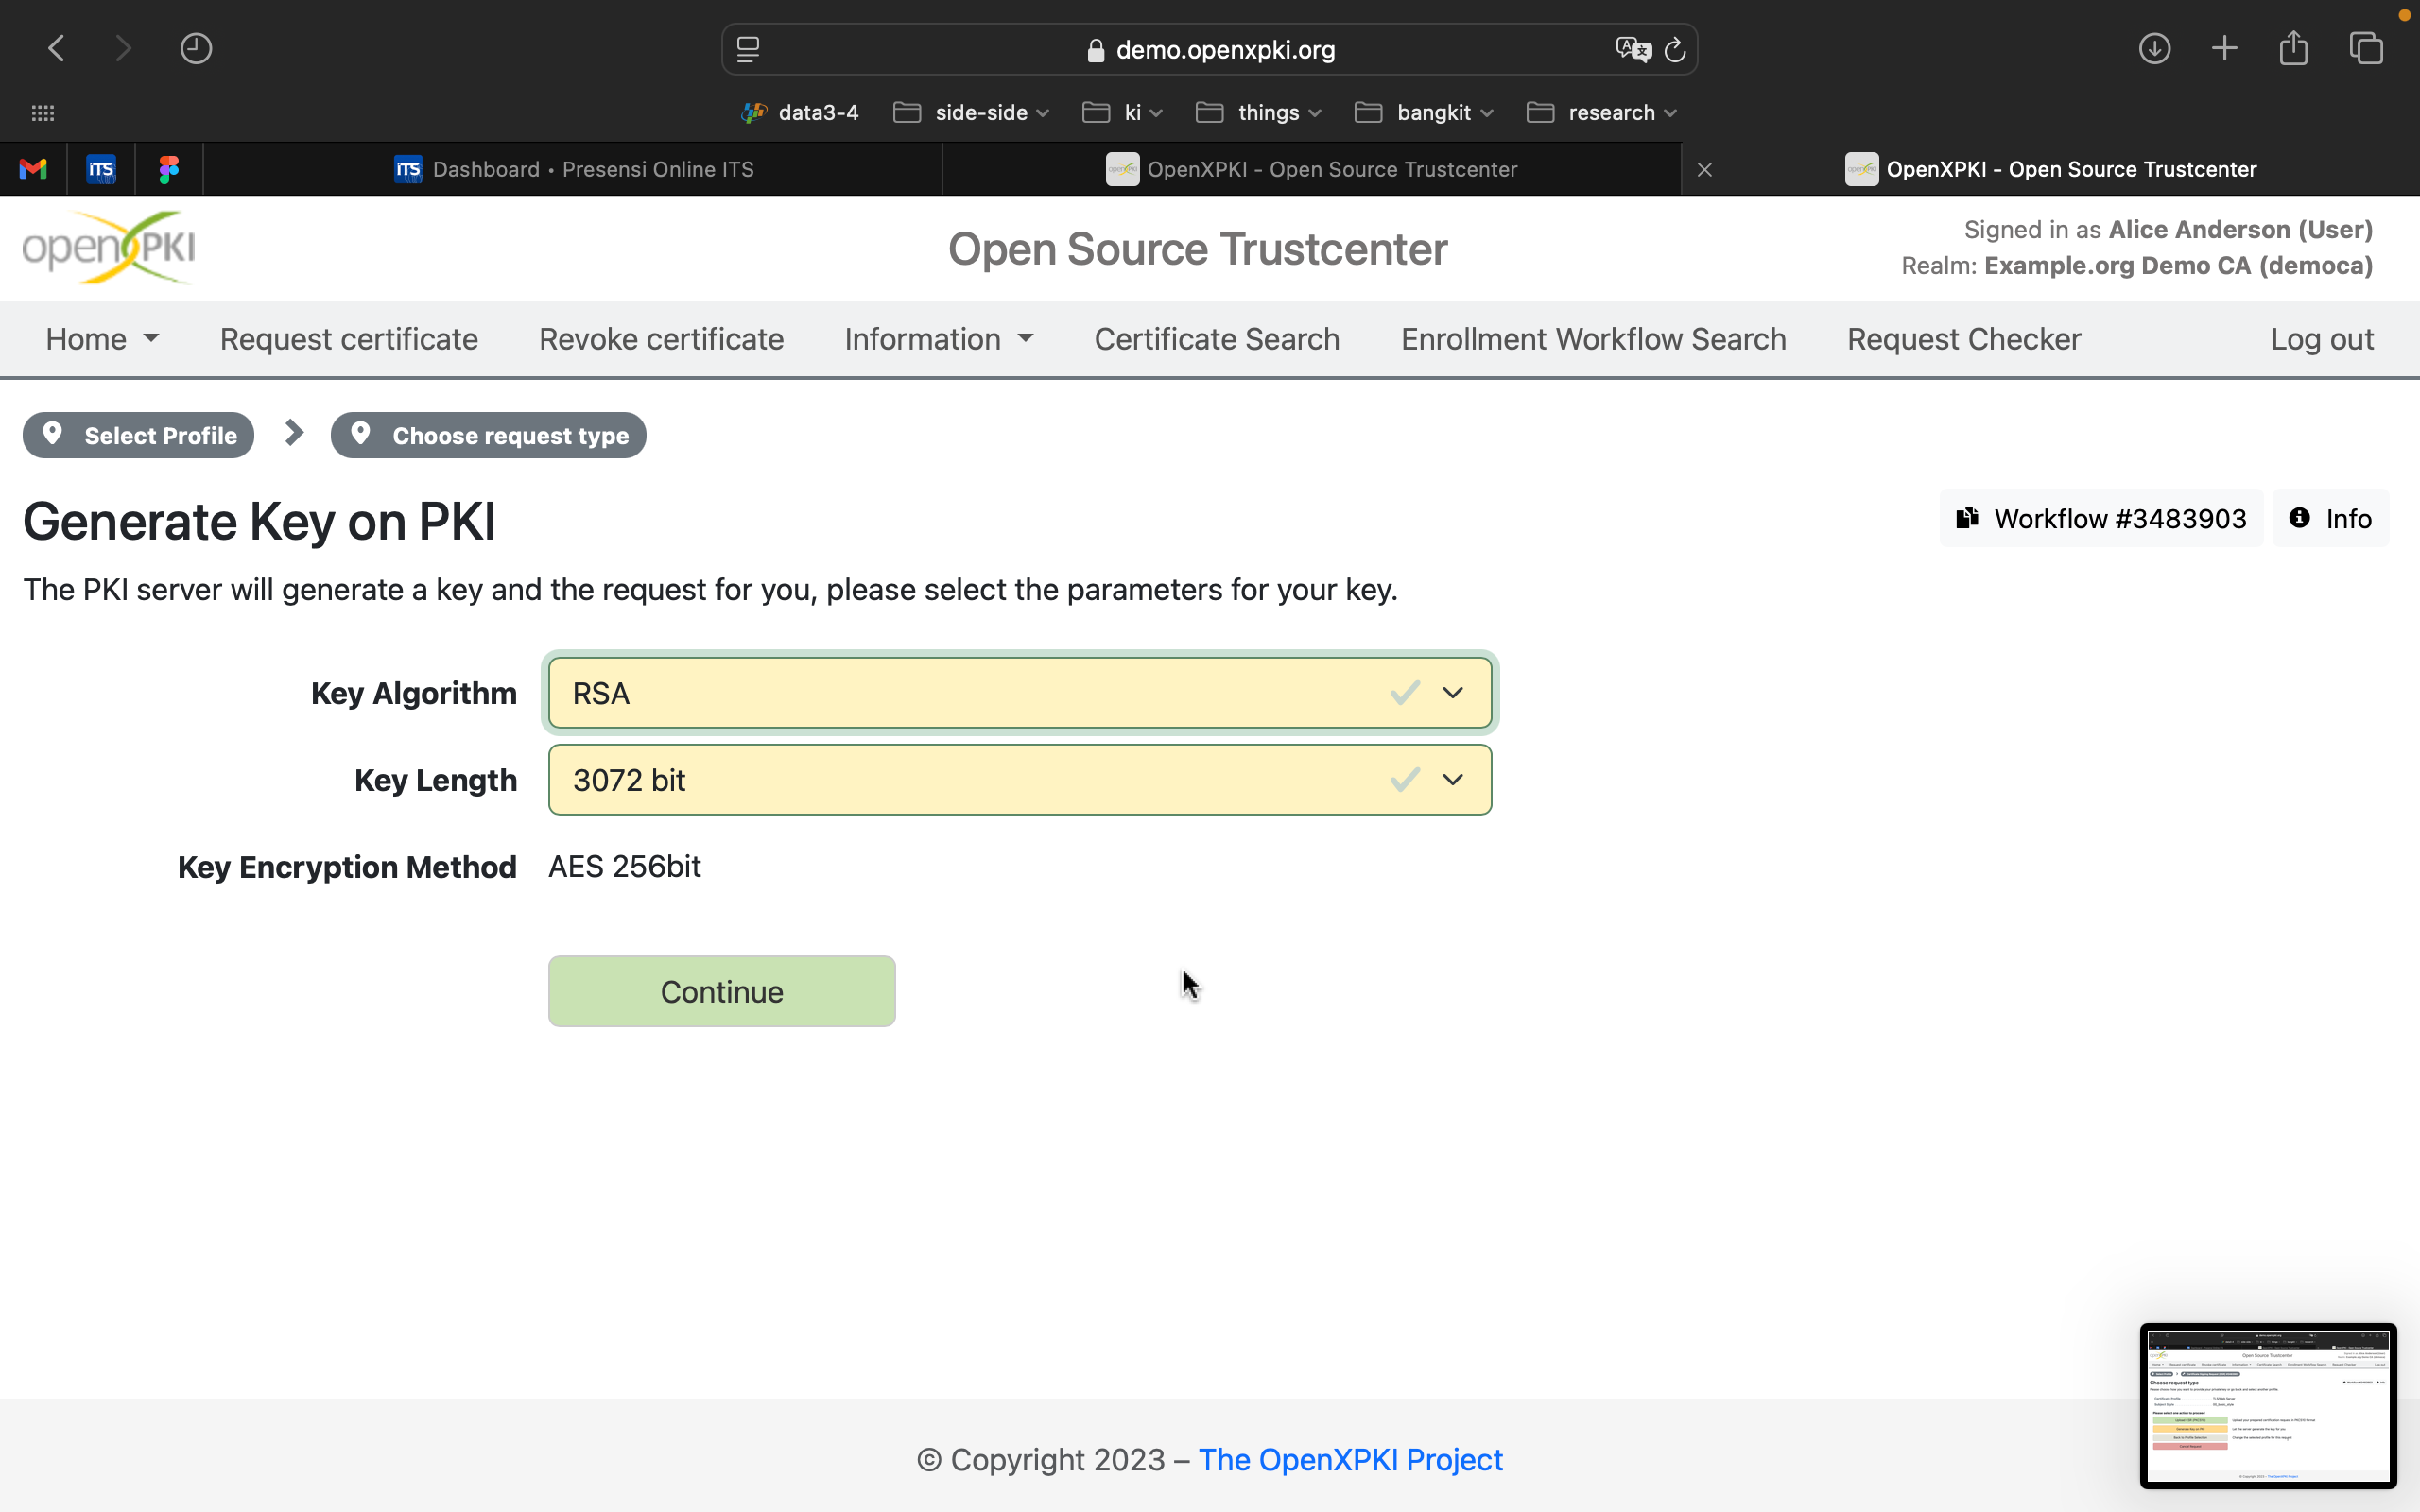 demo.openxpki.org
data3-4 side-side ki things bangkit research
iTS Dashboard • Presensi Online ITS OpenXPKI - Open Source Trustcenter OpenXPKI - Open Source Trustcenter
openXPKI Open Source Trustcenter
Signed in as Alice Anderson (User)
Realm: Example.org Demo CA (democa)
Home Request certificate Revoke certificate Information Certificate Search Enrollment Workflow Search Request Checker Log out
Select Profile Choose request type
Generate Key on PKI Workflow #3483903 Info
The PKI server will generate a key and the request for you, please select the parameters for your key.
Key Algorithm RSA
Key Length 3072 bit
Key Encryption Method AES 256bit
Continue
© Copyright 2023 – The OpenXPKI Project